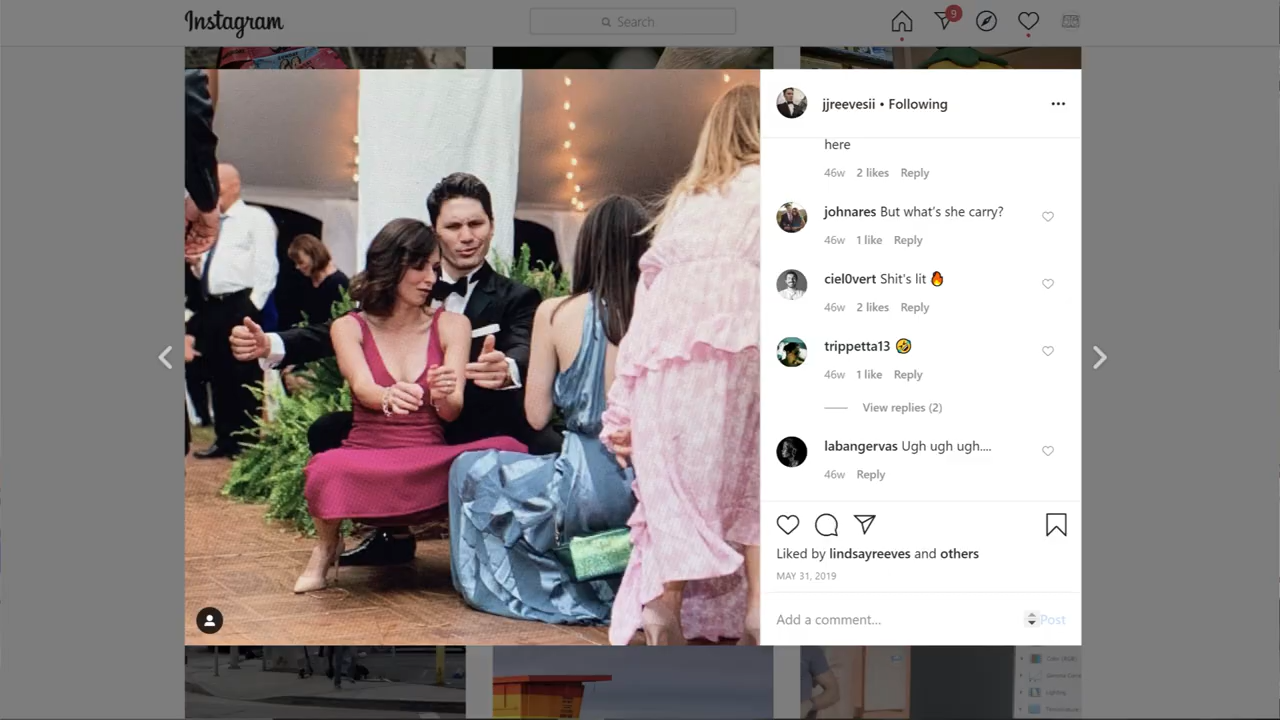 Instagram
Search
9
jjreevesii • Following
here
46w 2 likes Reply
johnares But what's she carry?
46w 1 like Reply
ciel0vert Shit's lit 🔥
46w 2 likes Reply
trippetta13 🤣
46w 1 like Reply
View replies (2)
labangervas Ugh ugh ugh....
46w Reply
Liked by lindsayreeves and others
MAY 31, 2019
Add a comment...
Post